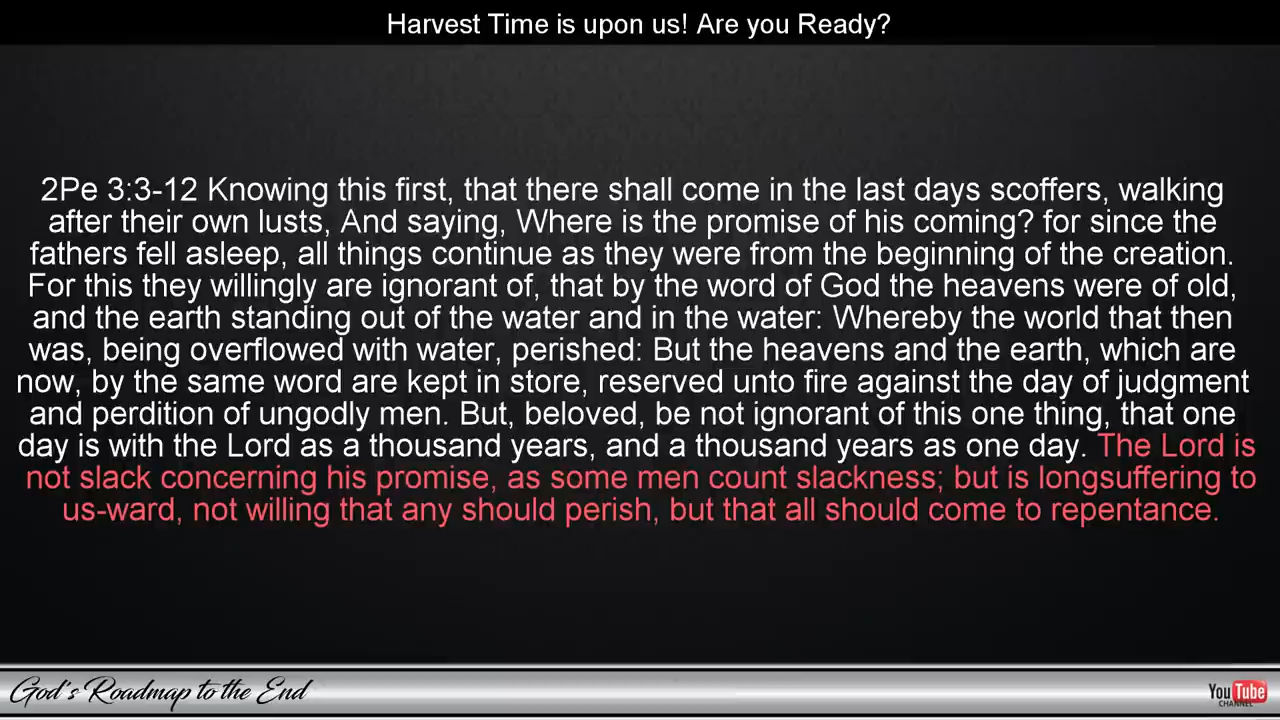 Harvest Time is upon us! Are you Ready?
2Pe 3:3-12 Knowing this first, that there shall come in the last days scoffers, walking
after their own lusts, And saying, Where is the promise of his coming? for since the
fathers fell asleep, all things continue as they were from the beginning of the creation.
For this they willingly are ignorant of, that by the word of God the heavens were of old,
and the earth standing out of the water and in the water: Whereby the world that then
was, being overflowed with water, perished: But the heavens and the earth, which are
now, by the same word are kept in store, reserved unto fire against the day of judgment
and perdition of ungodly men. But, beloved, be not ignorant of this one thing, that one
day is with the Lord as a thousand years, and a thousand years as one day. The Lord is
not slack concerning his promise, as some men count slackness; but is longsuffering to
us-ward, not willing that any should perish, but that all should come to repentance.
God's Roadmap to the End
YouTube
CHANNEL